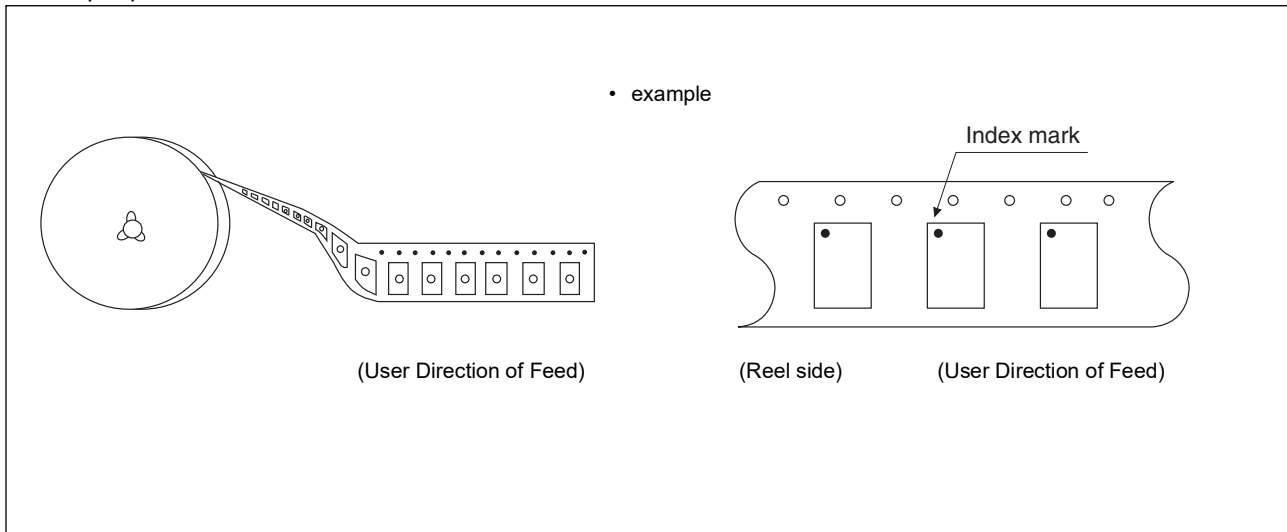 • example
Index mark
(User Direction of Feed)
(Reel side)
(User Direction of Feed)